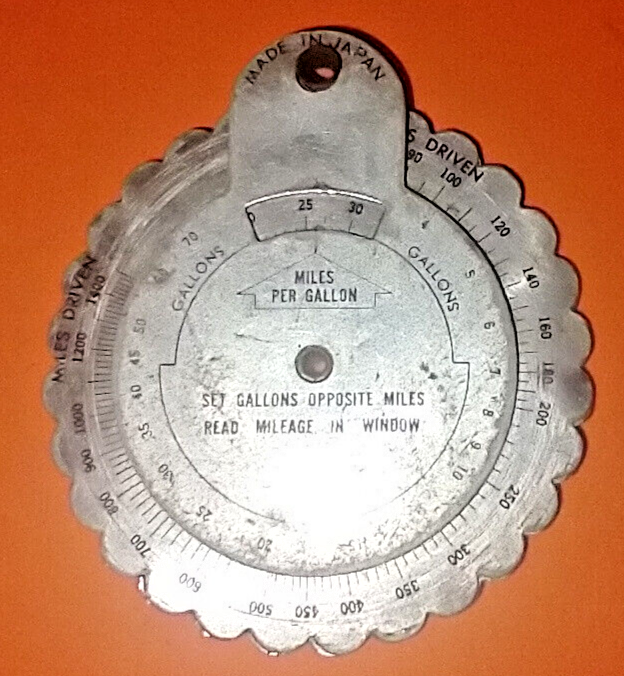 MADE IN JAPAN
S DRIVEN
90 100 120 140 160 180 200 250 300 350 400 450 500 600 700 800 900 1000 1200 1400
MILES DRIVEN
25 30
GALLONS
4 5 6 7 8 9 10
20 25 30 35 40 45 50
70
GALLONS
MILES
PER GALLON
SET GALLONS OPPOSITE MILES
READ MILEAGE IN WINDOW